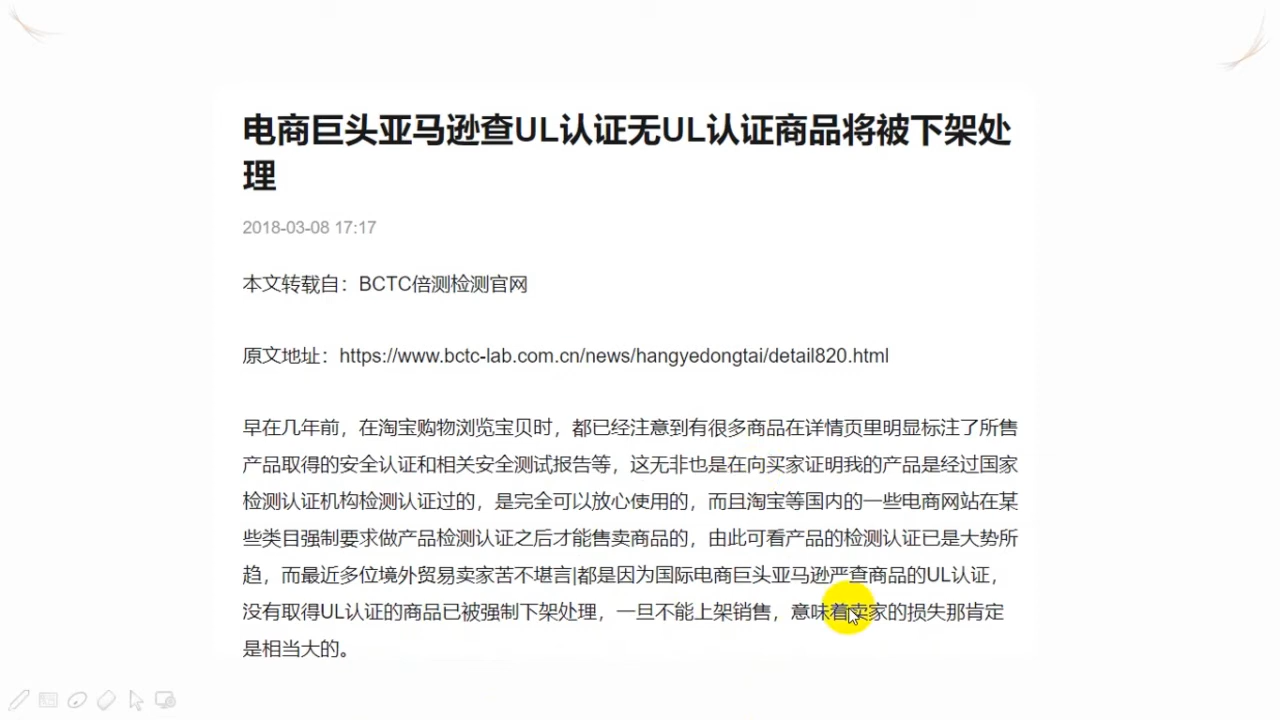 电商巨头亚马逊查UL认证无UL认证商品将被下架处
理
2018-03-08 17:17
本文转载自：BCTC倍测检测官网
原文地址：https://www.bctc-lab.com.cn/news/hangyedongtai/detail820.html
早在几年前，在淘宝购物浏览宝贝时，都已经注意到有很多商品在详情页里明显标注了所售
产品取得的安全认证和相关安全测试报告等，这无非也是在向买家证明我的产品是经过国家
检测认证机构检测认证过的，是完全可以放心使用的，而且淘宝等国内的一些电商网站在某
些类目强制要求做产品检测认证之后才能售卖商品的，由此可看产品的检测认证已是大势所
趋，而最近多位境外贸易卖家苦不堪言|都是因为国际电商巨头亚马逊严查商品的UL认证，
没有取得UL认证的商品已被强制下架处理，一旦不能上架销售，意味着卖家的损失那肯定
是相当大的。